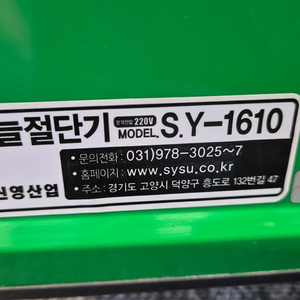 늘절단기 원격전압 220V MODEL. S.Y-1610
• 문의전화: 031)978-3025~7
• 홈페이지: www.sysu.co.kr
신영산업
• 주소: 경기도 고양시 덕양구 흥도로 132번길 47